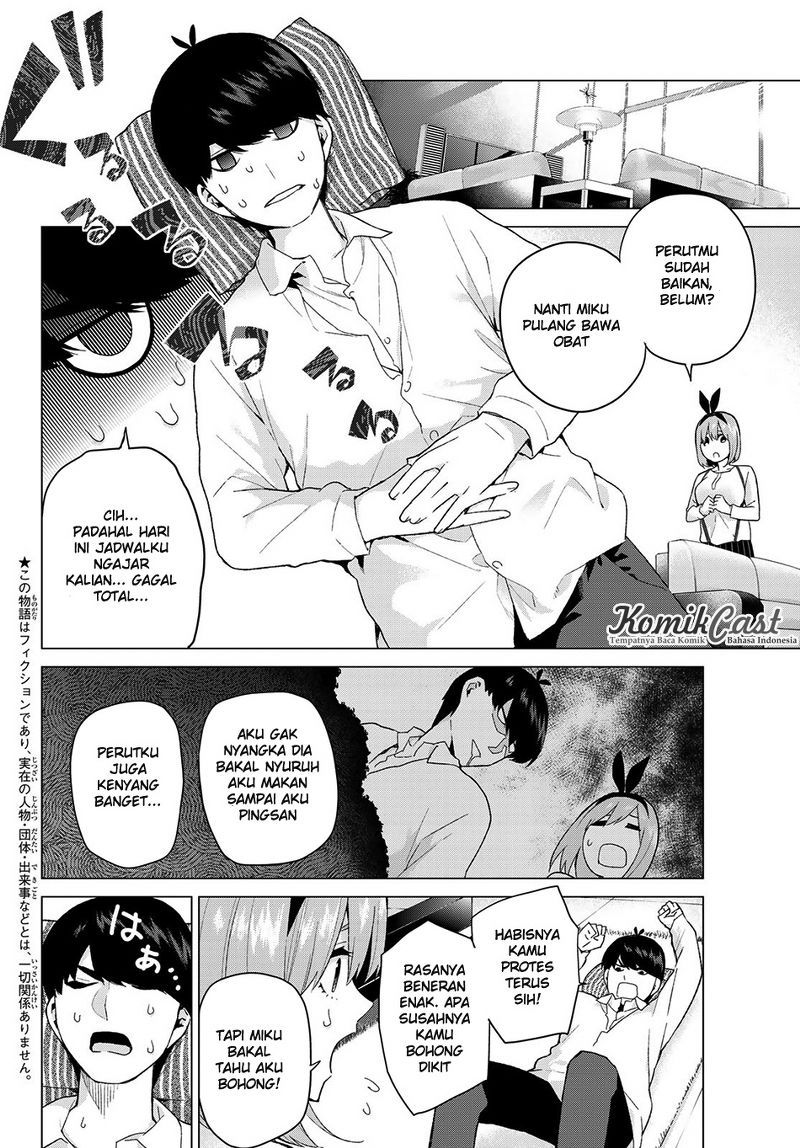 PERUTMU
SUDAH
BAIKAN,
BELUM?
NANTI MIKU
PULANG BAWA
OBAT
CIH...
PADAHAL HARI
INI JADWALKU
NGAJAR
KALIAN... GAGAL
TOTAL...
KomikCast
Tempatnya Baca Komik Bahasa Indonesia
AKU GAK
NYANGKA DIA
BAKAL NYURUH
AKU MAKAN
SAMPAI AKU
PINGSAN
PERUTKU
JUGA
KENYANG
BANGET...
HABISNYA
KAMU
PROTES
TERUS
SIH!
RASANYA
BENERAN
ENAK. APA
SUSAHNYA
KAMU
BOHONG
DIKIT
TAPI MIKU
BAKAL
TAHU AKU
BOHONG!
はぁ…
★この物語はフィクションであり、実在の人物・団体・出来事などとは、一切関係ありません。